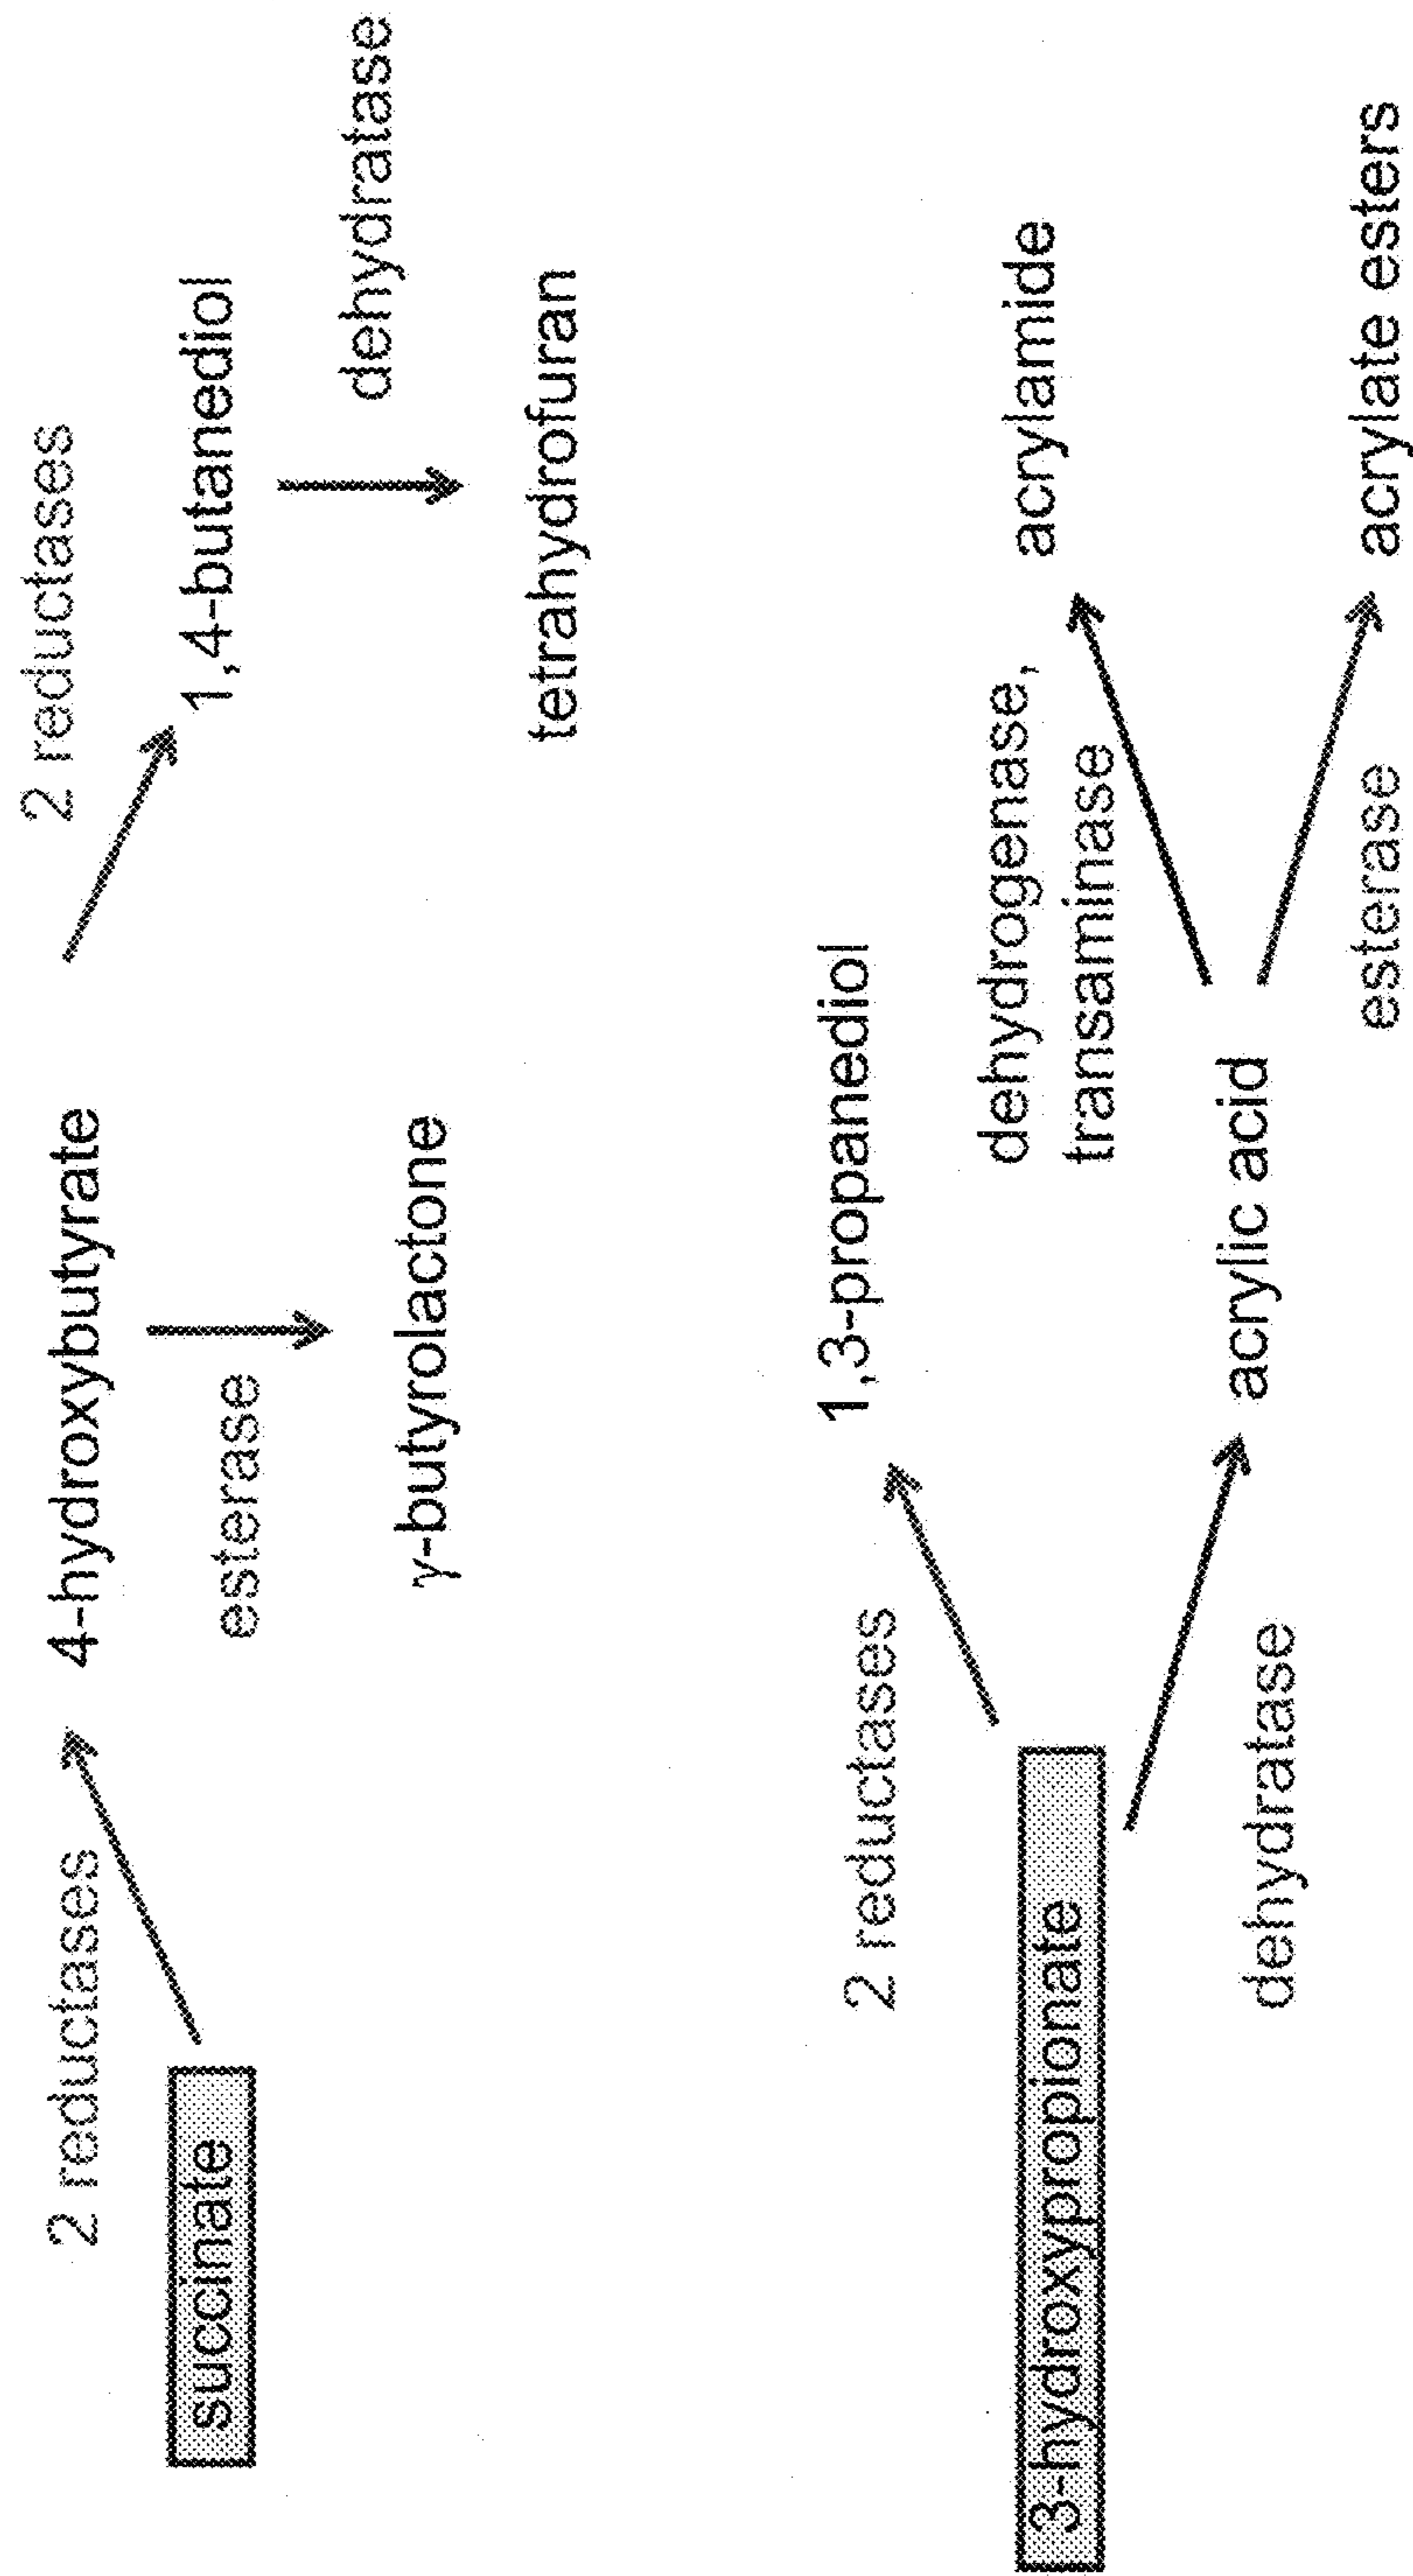 2 reductases
4-hydroxybutyrate
2 reductases
succinate
esterase
1,4-butanediol
γ-butyrolactone
dehydratase
tetrahydrofuran
2 reductases
1,3-propanediol
3-hydroxypropionate
dehydrogenase,
transaminase
acrylamide
dehydratase
acrylic acid
esterase
acrylate esters